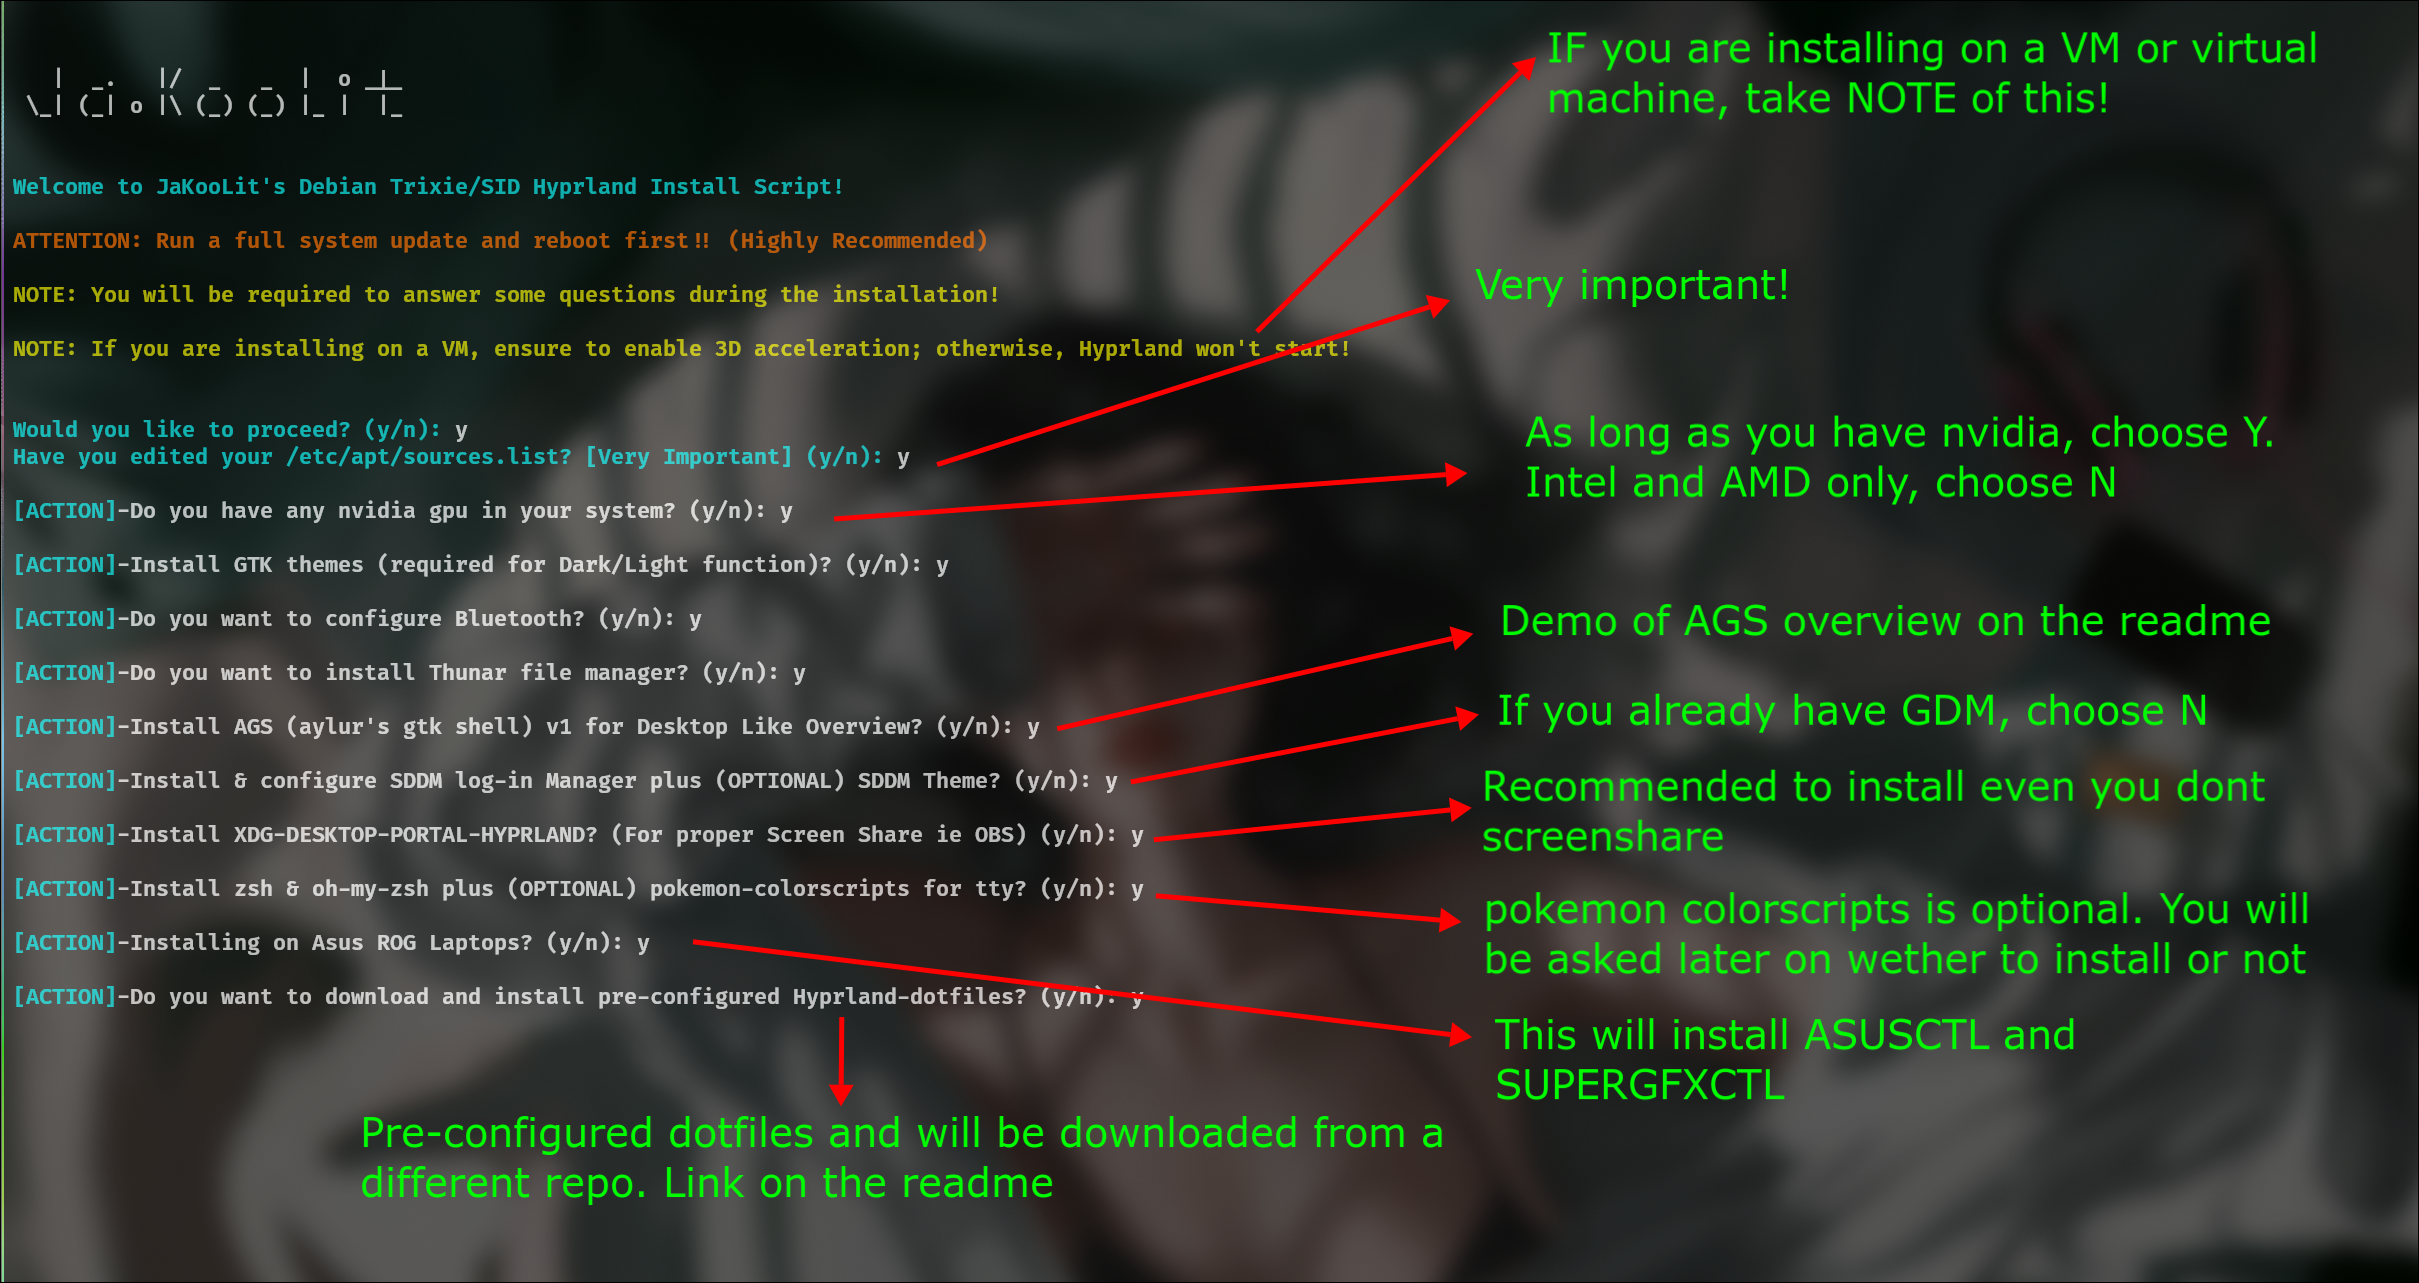 Welcome to JaKooLit's Debian Trixie/SID Hyprland Install Script!
ATTENTION: Run a full system update and reboot first!! (Highly Recommended)
NOTE: You will be required to answer some questions during the installation!
NOTE: If you are installing on a VM, ensure to enable 3D acceleration; otherwise, Hyprland won't start!
Would you like to proceed? (y/n): y
Have you edited your /etc/apt/sources.list? [Very Important] (y/n): y
[ACTION]-Do you have any nvidia gpu in your system? (y/n): y
[ACTION]-Install GTK themes (required for Dark/Light function)? (y/n): y
[ACTION]-Do you want to configure Bluetooth? (y/n): y
[ACTION]-Do you want to install Thunar file manager? (y/n): y
[ACTION]-Install AGS (aylur's gtk shell) v1 for Desktop Like Overview? (y/n): y
[ACTION]-Install & configure SDDM log-in Manager plus (OPTIONAL) SDDM Theme? (y/n): y
[ACTION]-Install XDG-DESKTOP-PORTAL-HYPRLAND? (For proper Screen Share ie OBS) (y/n): y
[ACTION]-Install zsh & oh-my-zsh plus (OPTIONAL) pokemon-colorscripts for tty? (y/n): y
[ACTION]-Installing on Asus ROG Laptops? (y/n): y
[ACTION]-Do you want to download and install pre-configured Hyprland-dotfiles? (y/n): y
IF you are installing on a VM or virtual
machine, take NOTE of this!
Very important!
As long as you have nvidia, choose Y.
Intel and AMD only, choose N
Demo of AGS overview on the readme
If you already have GDM, choose N
Recommended to install even you dont
screenshare
pokemon colorscripts is optional. You will
be asked later on wether to install or not
This will install ASUSCTL and
SUPERGFXCTL
Pre-configured dotfiles and will be downloaded from a
different repo. Link on the readme